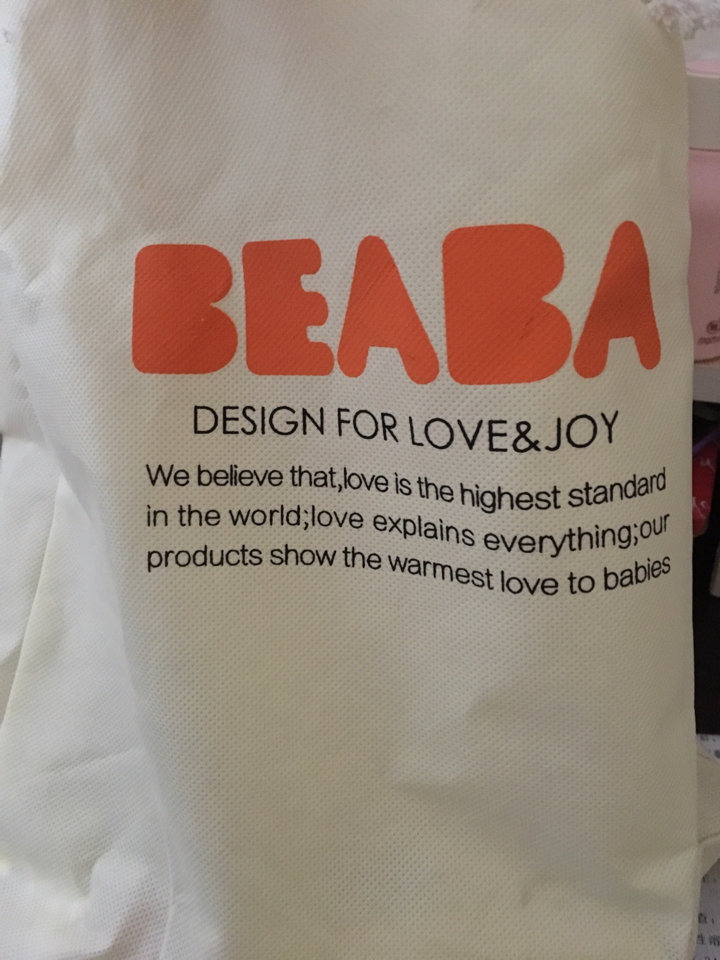 BEABA
DESIGN FOR LOVE&JOY
We believe that,love is the highest standard
in the world;love explains everything;our
products show the warmest love to babies